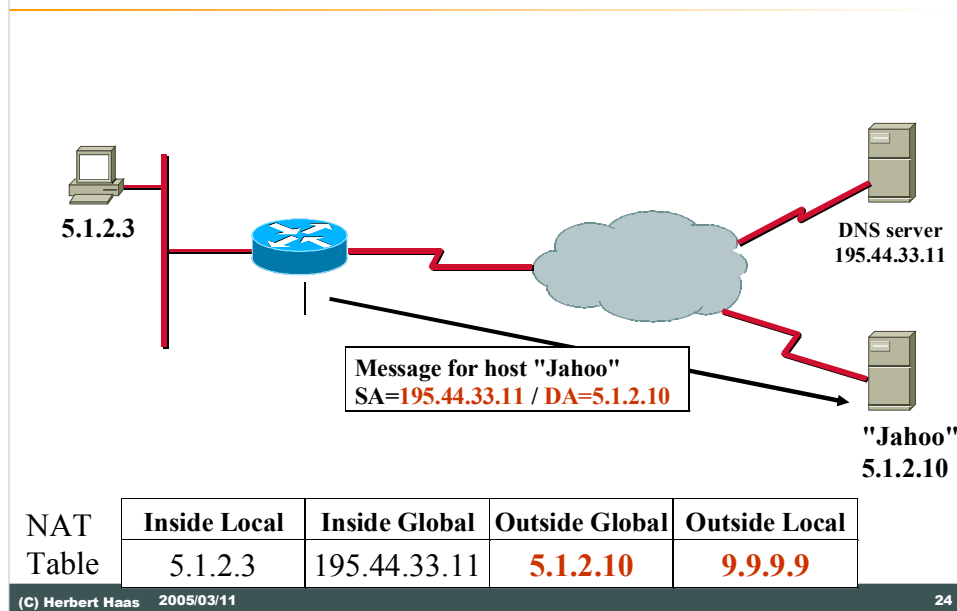 5.1.2.3
DNS server
195.44.33.11
Message for host "Jahoo"
SA=195.44.33.11 / DA=5.1.2.10
"Jahoo"
5.1.2.10
NAT Table
Inside Local Inside Global Outside Global Outside Local
5.1.2.3 195.44.33.11 5.1.2.10 9.9.9.9
(C) Herbert Haas 2005/03/11 24